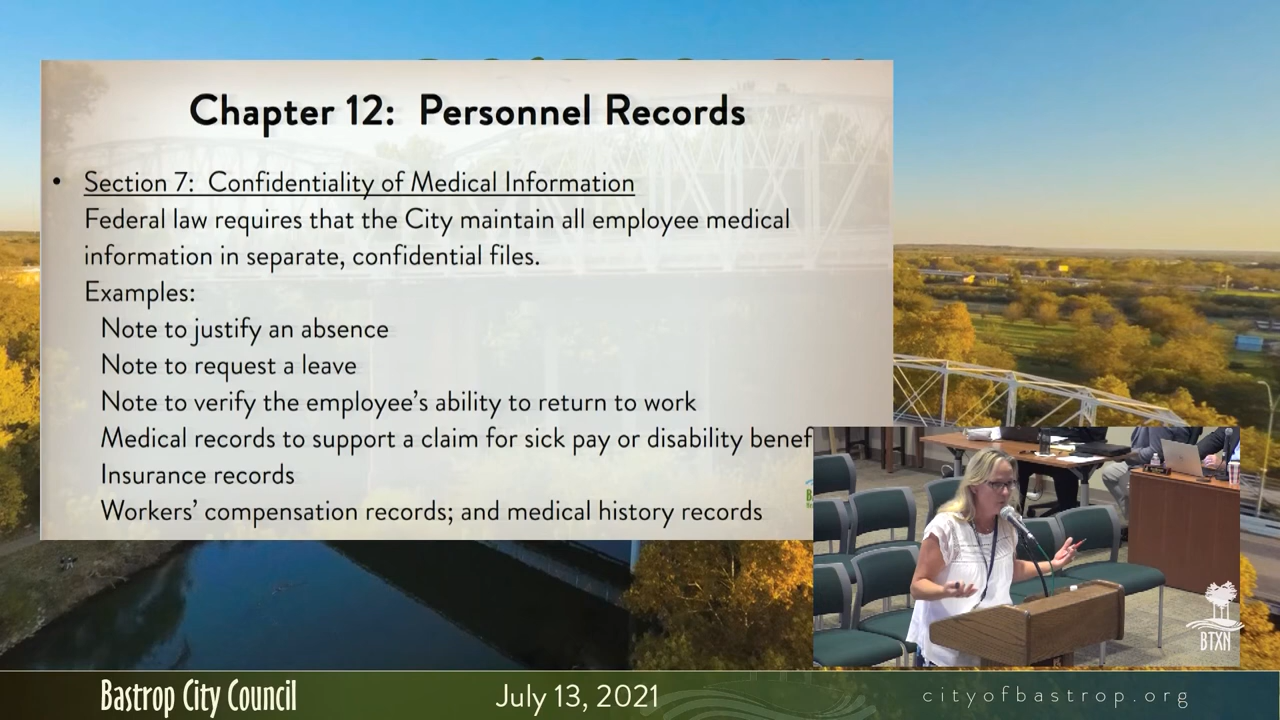 Chapter 12: Personnel Records
• Section 7: Confidentiality of Medical Information
Federal law requires that the City maintain all employee medical
information in separate, confidential files.
Examples:
Note to justify an absence
Note to request a leave
Note to verify the employee’s ability to return to work
Medical records to support a claim for sick pay or disability benef
Insurance records
Workers’ compensation records; and medical history records
BTXN
Bastrop City Council
July 13, 2021
cityofbastrop.org